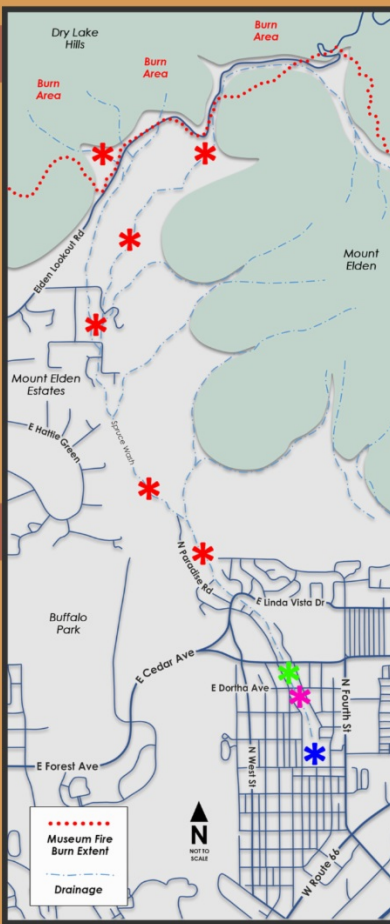 Dry Lake
Hills
Burn
Area
Burn
Area
Burn
Area
Elden Lookout Rd
Mount
Elden
Mount Elden
Estates
E Hattie Green
Spruce Wash
N Paradise Rd
Buffalo
Park
E Linda Vista Dr
E Cedar Ave
E Dortha Ave
N Fourth St
N West St
E Forest Ave
W Route 66
Museum Fire
Burn Extent
Drainage
N
NOT TO
SCALE